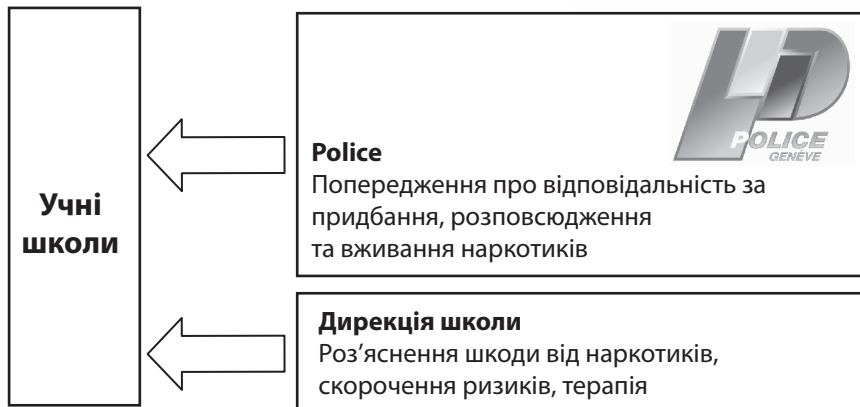 Учні
школи
POLICE
GENÈVE
Police
Попередження про відповідальність за
придбання, розповсюдження
та вживання наркотиків
Дирекція школи
Роз’яснення шкоди від наркотиків,
скорочення ризиків, терапія